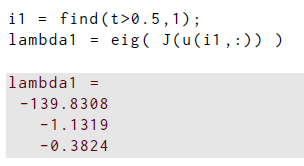 i1 = find(t>0.5,1);
lambda1 = eig( J(u(i1,:)) )
lambda1 =
-139.8308
-1.1319
-0.3824